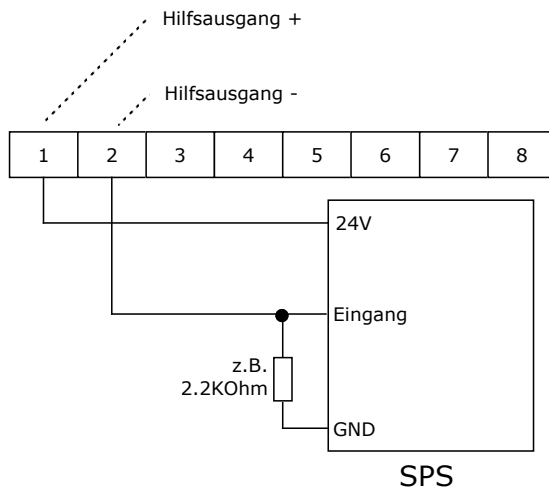 Hilfsausgang +
Hilfsausgang -
1 2 3 4 5 6 7 8
24V
Eingang
z.B.
2.2KOhm
GND
SPS